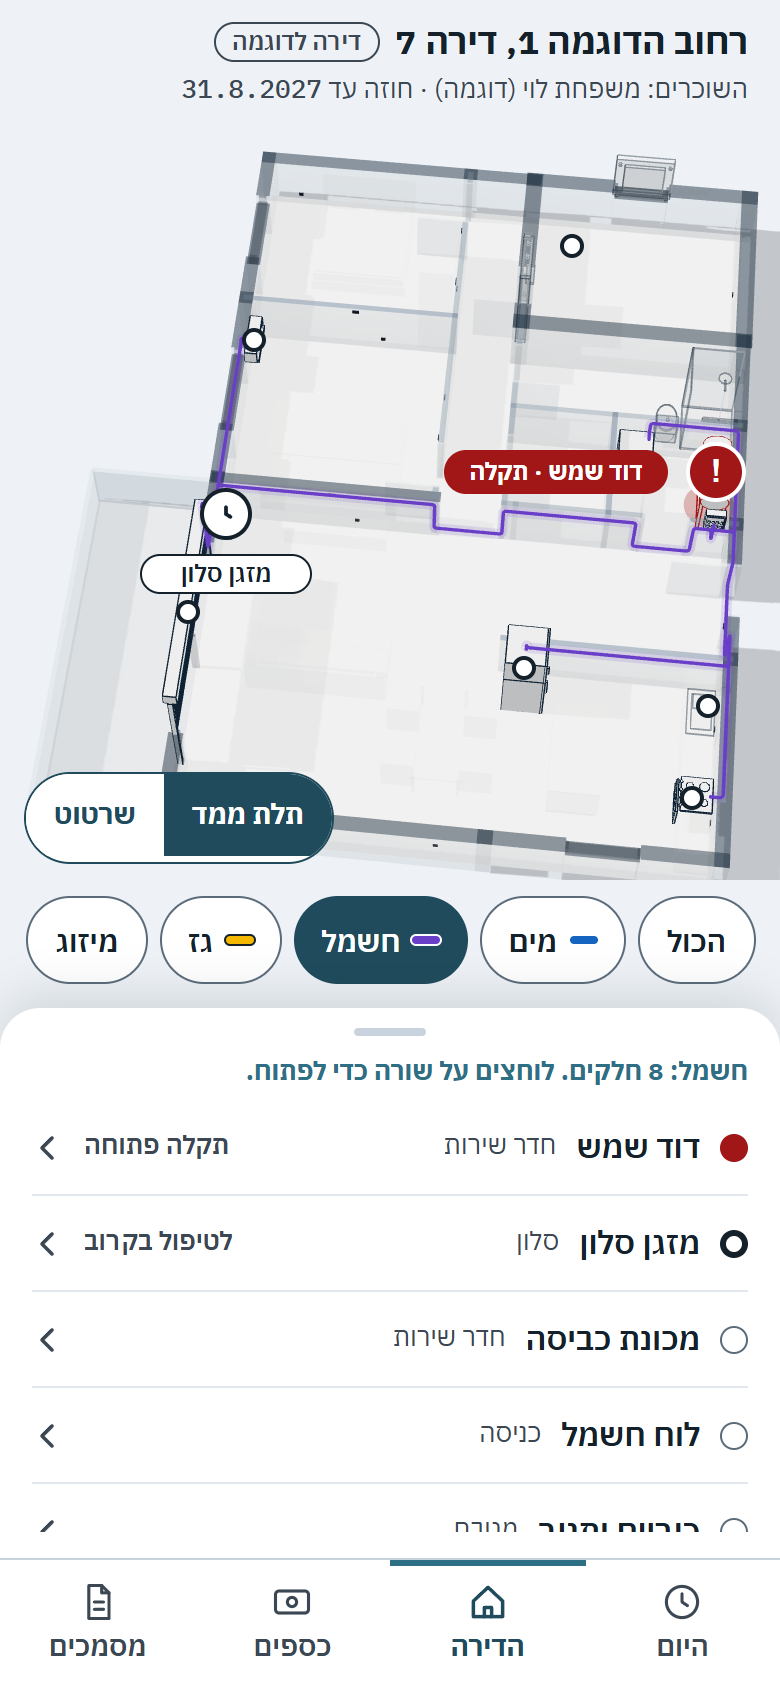 רחוב הדוגמה 1, דירה 7 דירה לדוגמה
השוכרים: משפחת לוי (דוגמה) · חוזה עד 31.8.2027
דוד שמש · תקלה !
מזגן סלון
תלת ממד שרטוט
הכול מים חשמל גז מיזוג
חשמל: 8 חלקים. לוחצים על שורה כדי לפתוח.
דוד שמש חדר שירות תקלה פתוחה
מזגן סלון סלון לטיפול בקרוב
מכונת כביסה חדר שירות
לוח חשמל כניסה
היום הדירה כספים מסמכים